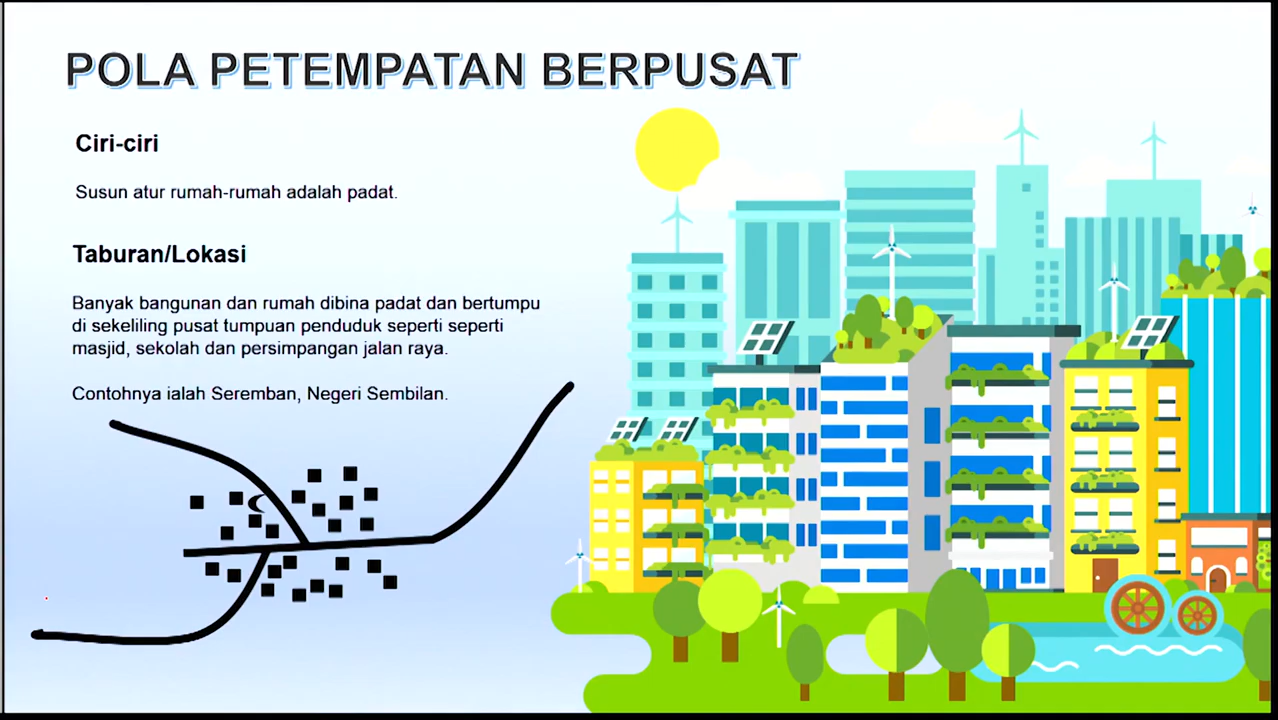 POLA PETEMPATAN BERPUSAT
Ciri-ciri
Susun atur rumah-rumah adalah padat.
Taburan/Lokasi
Banyak bangunan dan rumah dibina padat dan bertumpu
di sekeliling pusat tumpuan penduduk seperti seperti
masjid, sekolah dan persimpangan jalan raya.
Contohnya ialah Seremban, Negeri Sembilan.